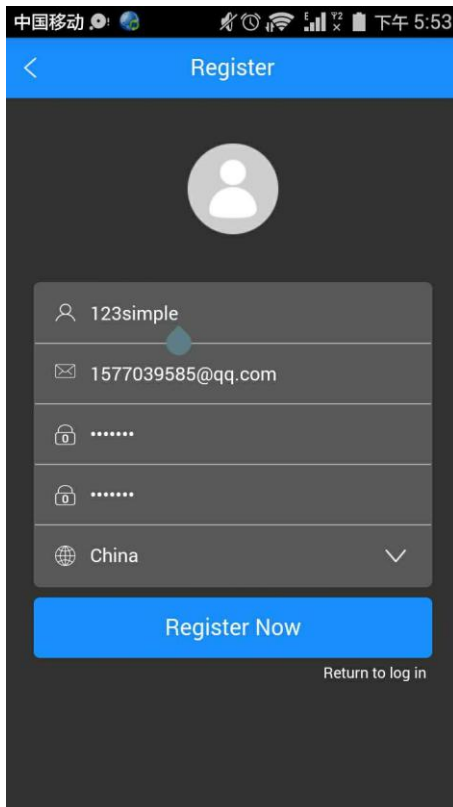 中国移动 下午 5:53
Register
123simple
1577039585@qq.com
•••••••
•••••••
China
Register Now
Return to log in